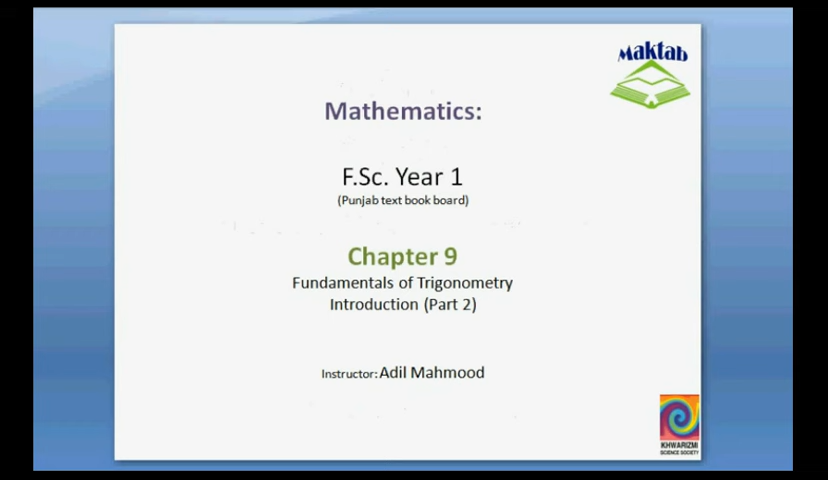 Maktab
Mathematics:
F.Sc. Year 1
(Punjab text book board)
Chapter 9
Fundamentals of Trigonometry
Introduction (Part 2)
Instructor: Adil Mahmood
KHWARIZMI
SCIENCE SOCIETY